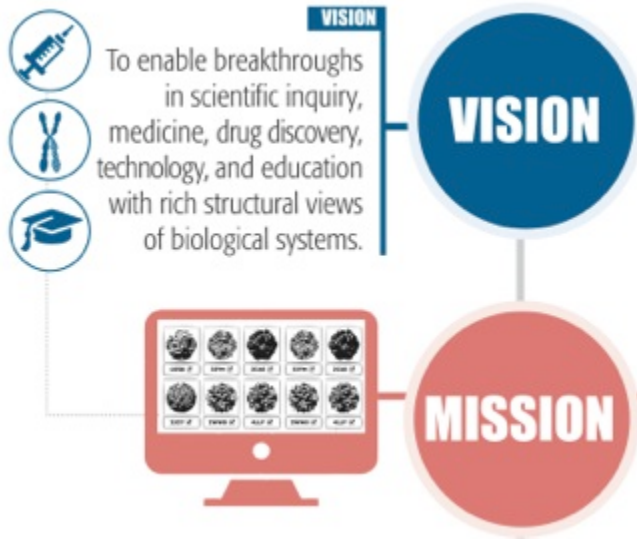 VISION
To enable breakthroughs
in scientific inquiry,
medicine, drug discovery,
technology, and education
with rich structural views
of biological systems.
VISION
MISSION